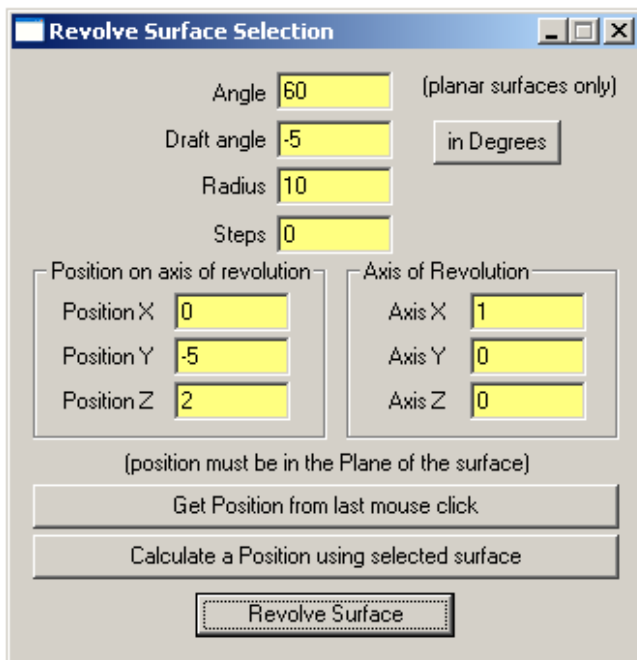 Revolve Surface Selection
Angle 60 (planar surfaces only)
Draft angle -5 in Degrees
Radius 10
Steps 0
Position on axis of revolution
Position X 0
Position Y -5
Position Z 2
Axis of Revolution
Axis X 1
Axis Y 0
Axis Z 0
(position must be in the Plane of the surface)
Get Position from last mouse click
Calculate a Position using selected surface
Revolve Surface